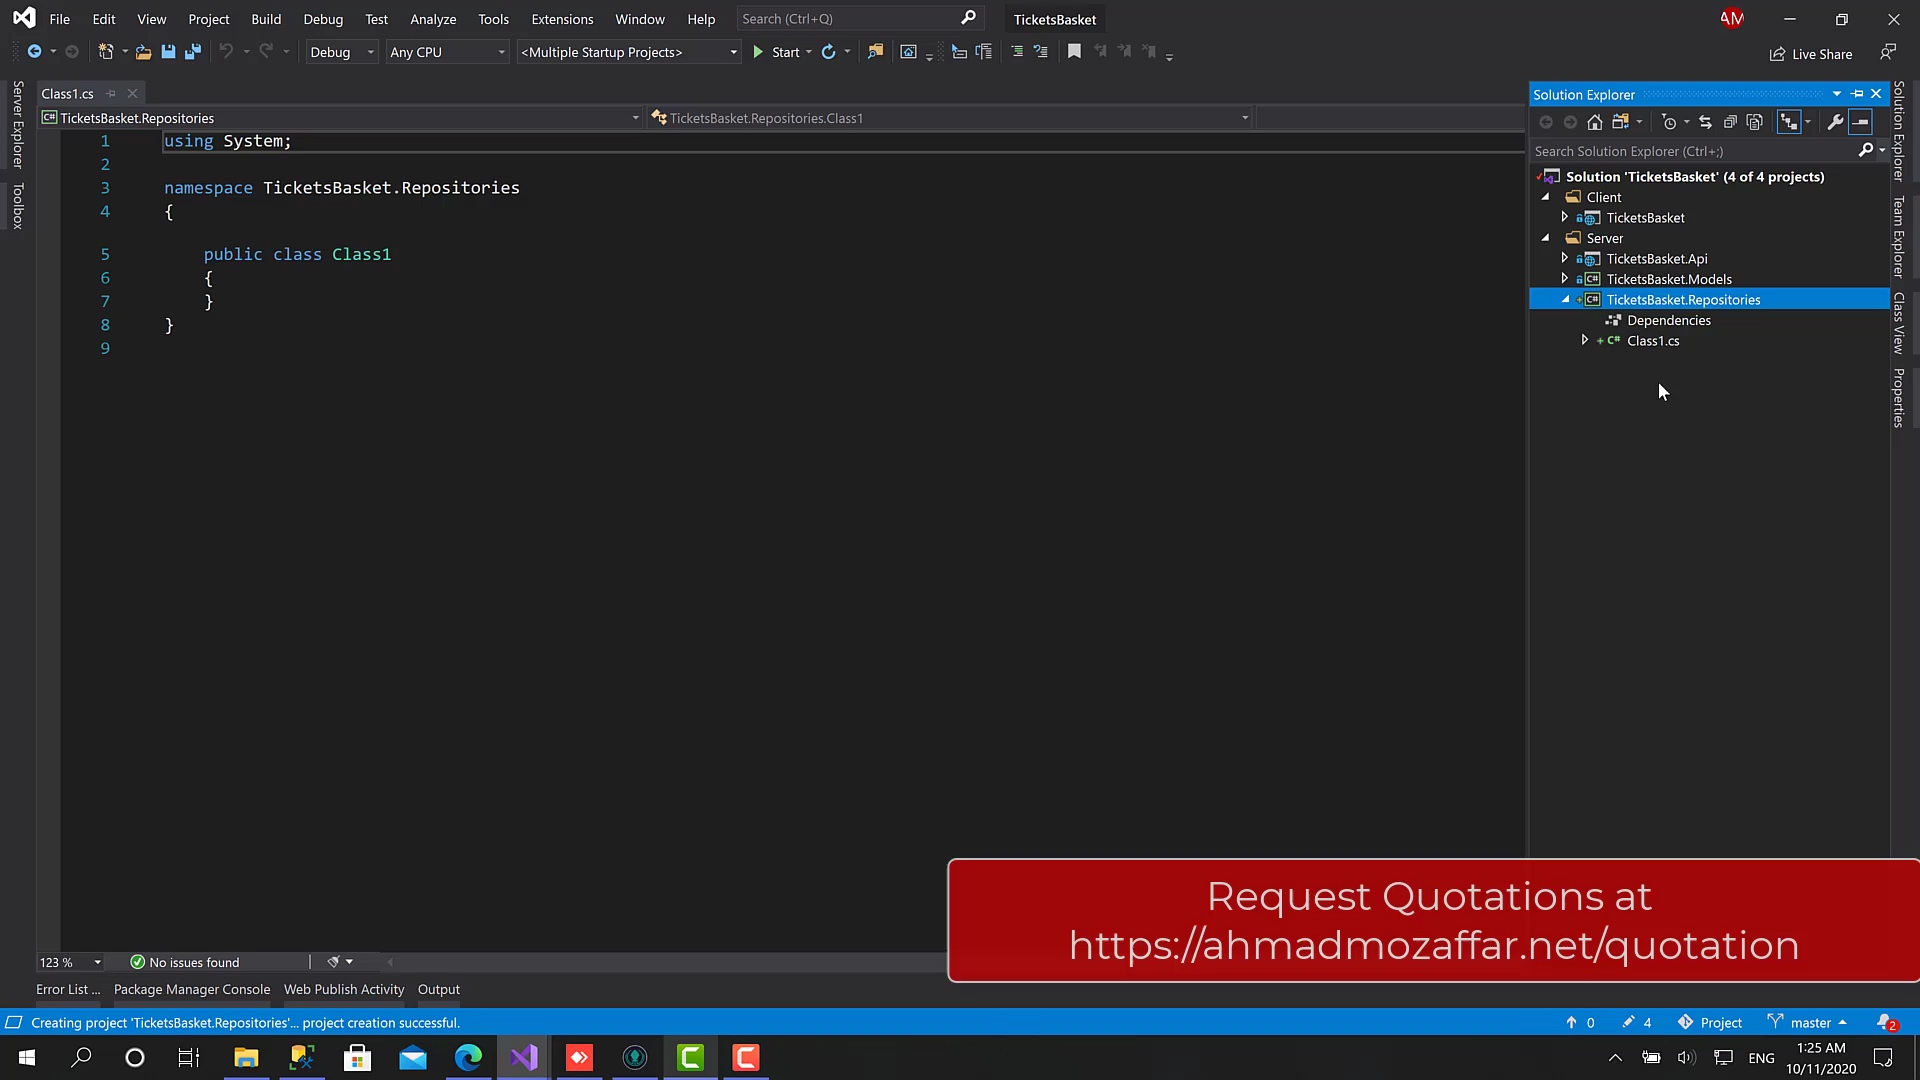 File Edit View Project Build Debug Test Analyze Tools Extensions Window Help Search (Ctrl+Q) TicketsBasket AM
Debug Any CPU <Multiple Startup Projects> Start Live Share
Server Explorer
Toolbox
Class1.cs
TicketsBasket.Repositories TicketsBasket.Repositories.Class1
1 using System;
2
3 namespace TicketsBasket.Repositories
4 {
5 public class Class1
6 {
7 }
8 }
9
Solution Explorer
Search Solution Explorer (Ctrl+;)
Solution 'TicketsBasket' (4 of 4 projects)
Client
TicketsBasket
Server
TicketsBasket.Api
C# TicketsBasket.Models
C# TicketsBasket.Repositories
Dependencies
C# Class1.cs
Solution Explorer
Team Explorer
Class View
Properties
Request Quotations at
https://ahmadmozaffar.net/quotation
123 % No issues found
Error List ... Package Manager Console Web Publish Activity Output
Creating project 'TicketsBasket.Repositories'... project creation successful. 0 4 Project master 2
ENG 1:25 AM
10/11/2020